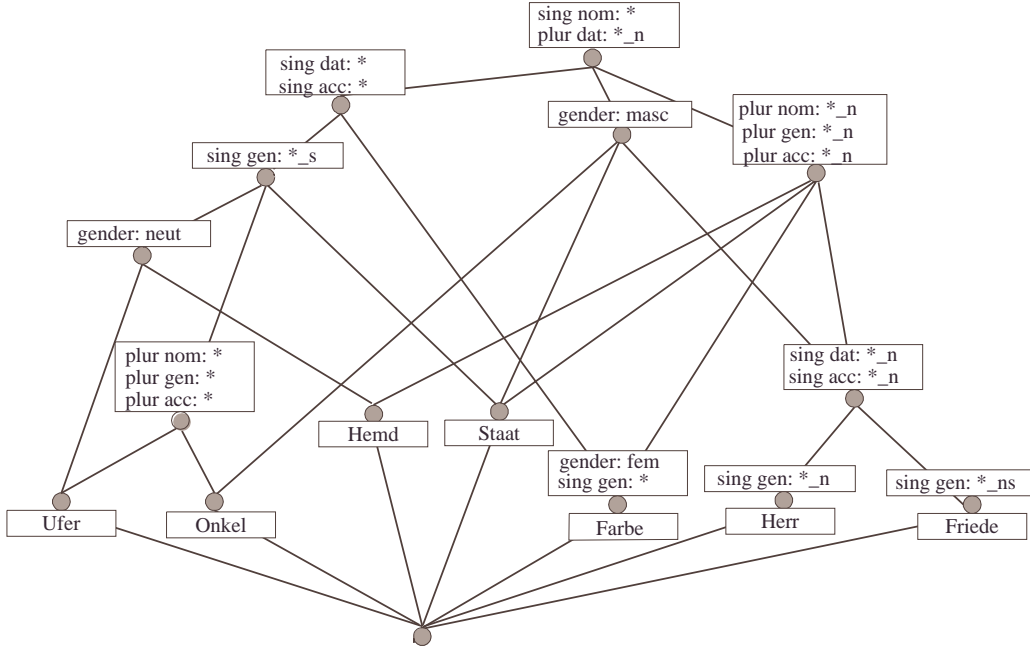 sing nom: *
plur dat: *_n
sing dat: *
sing acc: *
gender: masc
plur nom: *_n
plur gen: *_n
plur acc: *_n
sing gen: *_s
gender: neut
plur nom: *
plur gen: *
plur acc: *
sing dat: *_n
sing acc: *_n
Hemd
Staat
gender: fem
sing gen: *
sing gen: *_n
sing gen: *_ns
Ufer
Onkel
Farbe
Herr
Friede